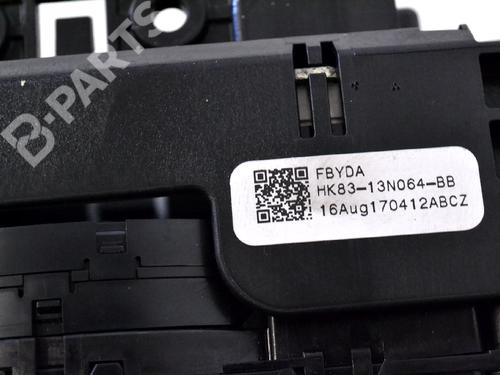 B-PARTS
FBYDA
HK83-13N064-BB
16Aug170412ABCZ